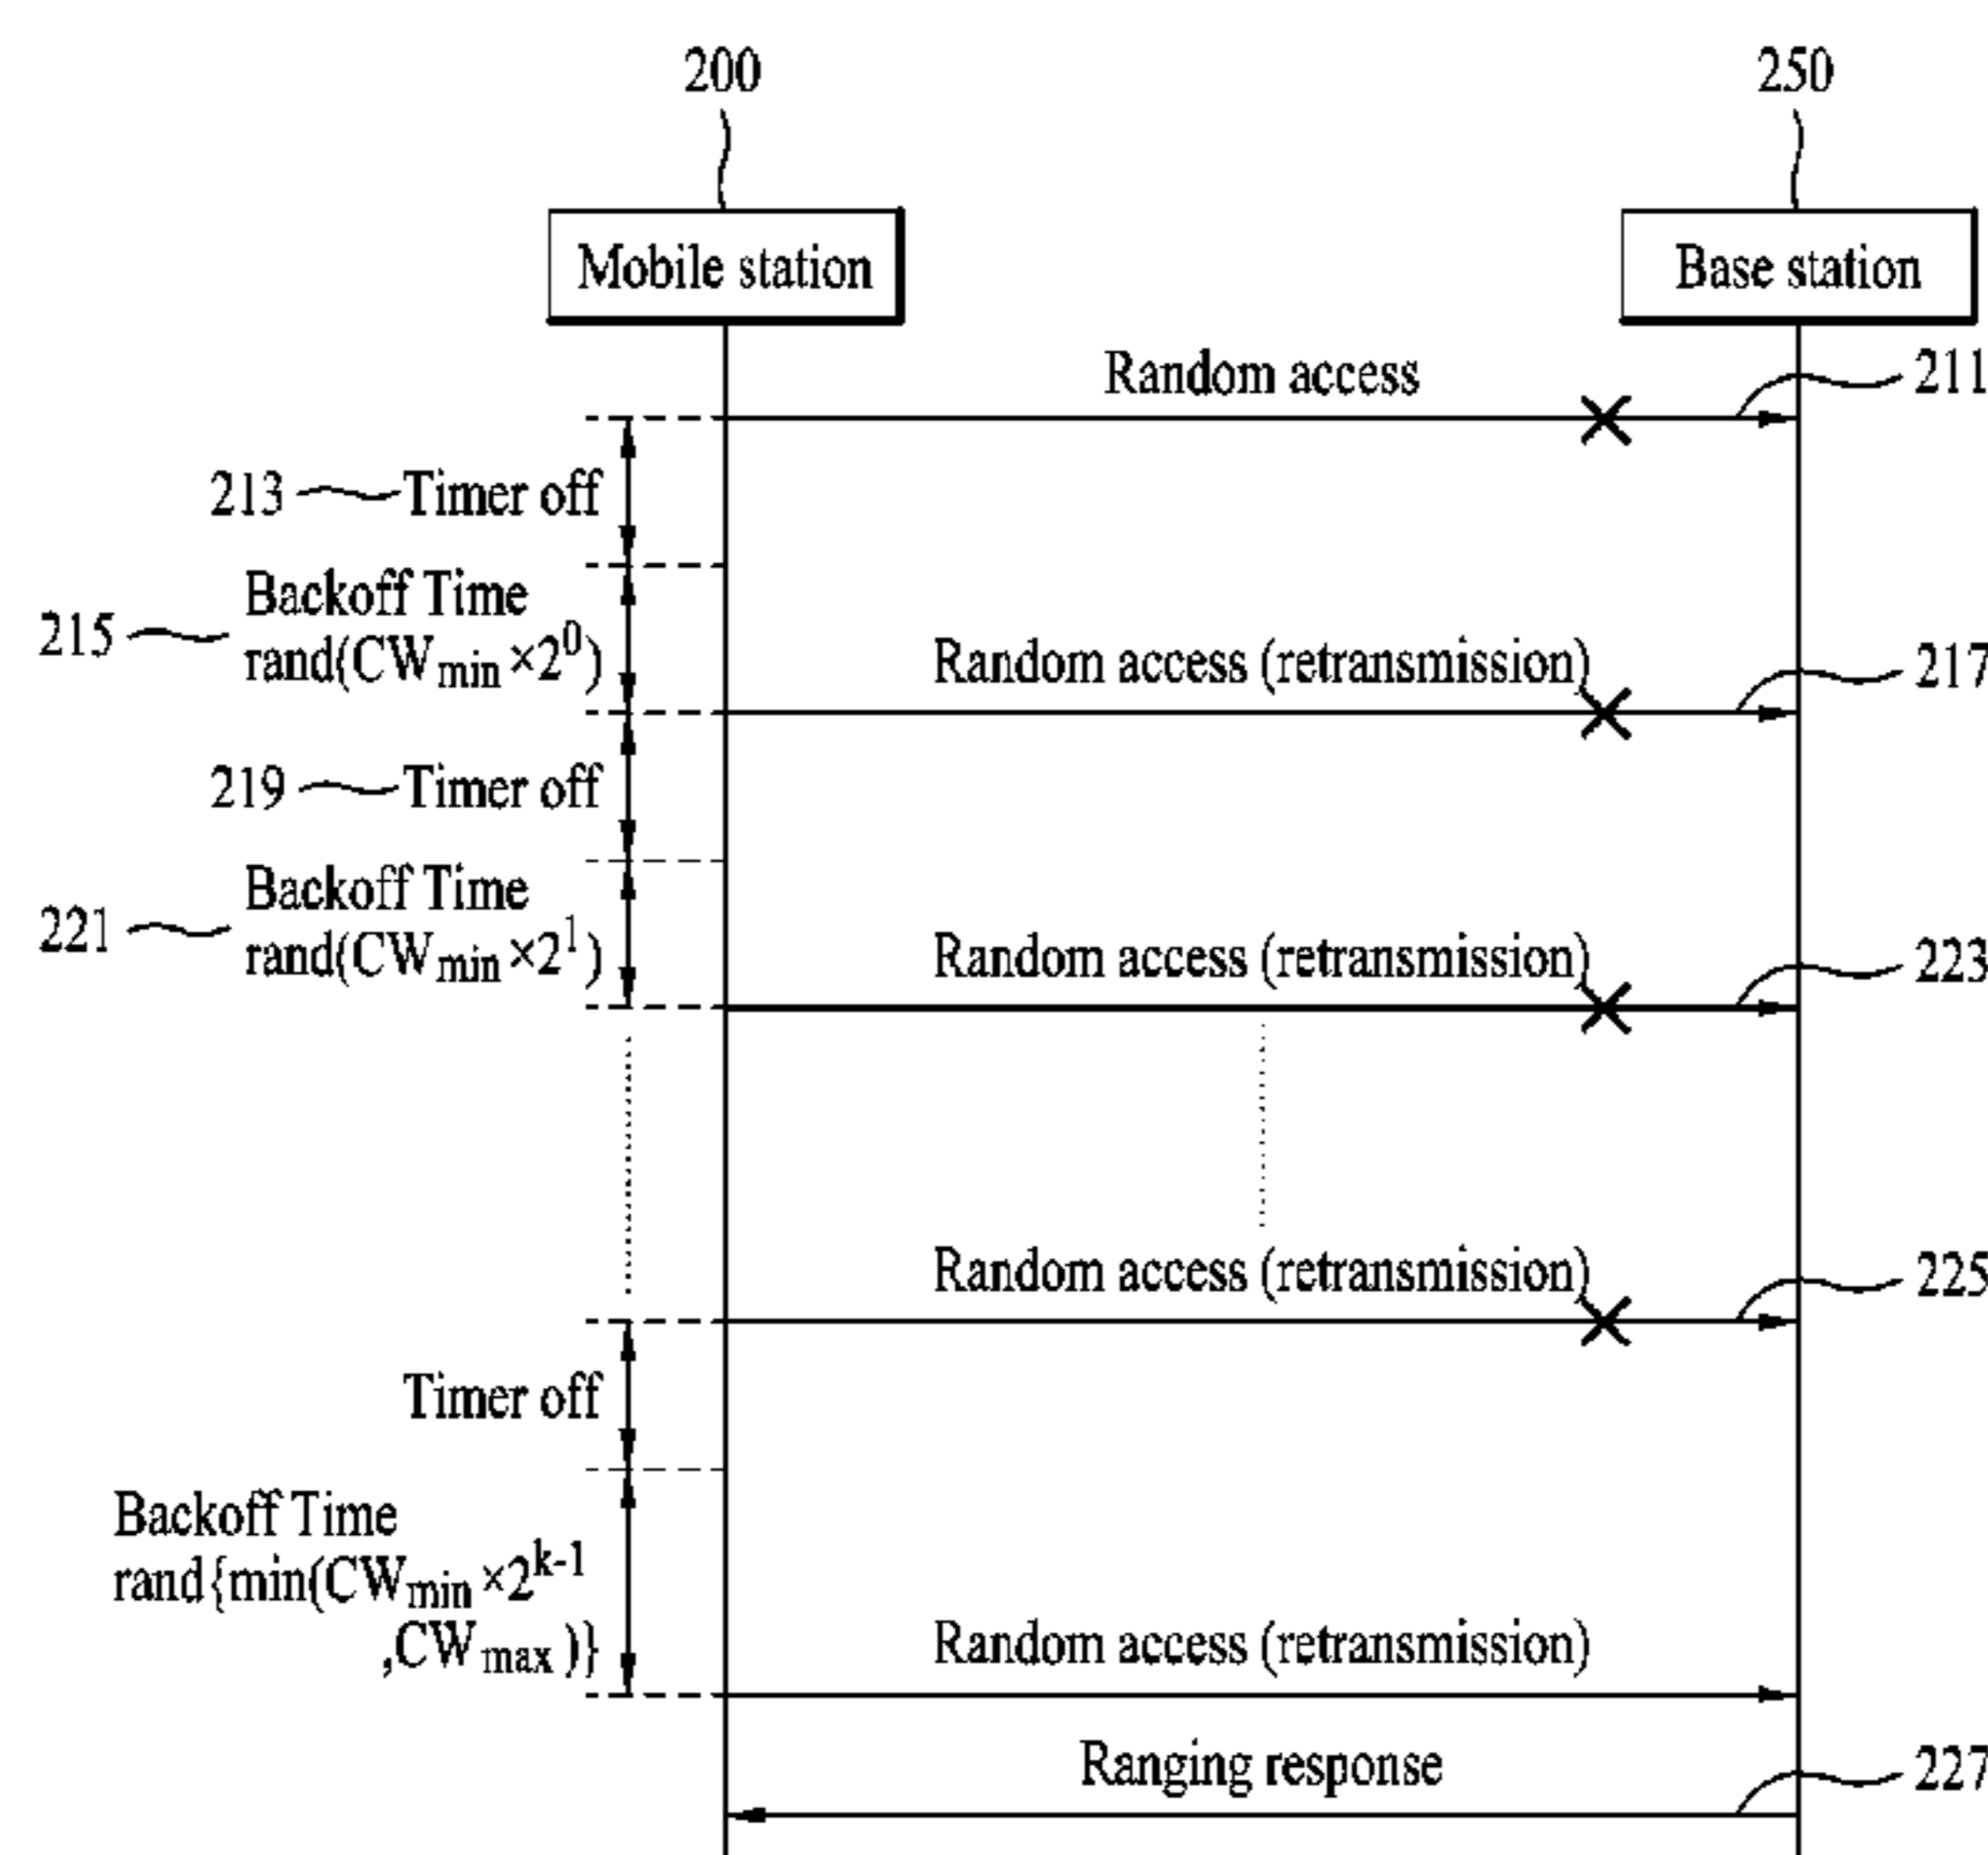 200
250
Mobile station
Base station
Random access
211
213
Timer off
215
Backoff Time
rand(CWmin×2⁰)
Random access (retransmission)
217
219
Timer off
221
Backoff Time
rand(CWmin×2¹)
Random access (retransmission)
223
Random access (retransmission)
225
Timer off
Backoff Time
rand{min(CWmin×2ᵏ⁻¹
,CWmax)}
Random access (retransmission)
Ranging response
227